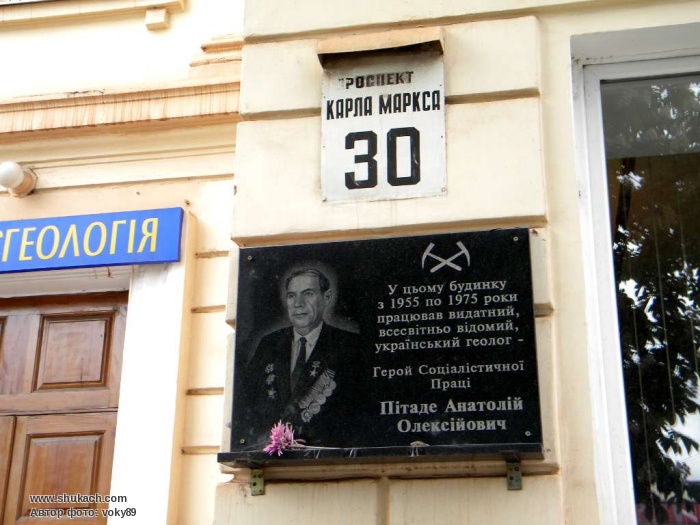 РОСПЕКТ
КАРЛА МАРКСА
30
ГЕОЛОГІЯ
У цьому будинку
з 1955 по 1975 роки
працював видатний,
всесвітньо відомий,
український геолог -
Герой Соціалістичної
Праці
Пітаде Анатолій
Олексійович
www.shukach.com
Автор фото: voky89